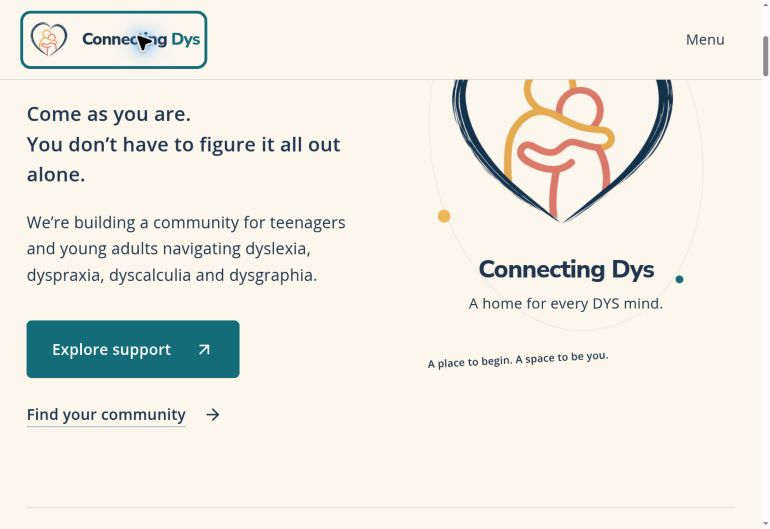 Connecting Dys
Menu
Come as you are.
You don’t have to figure it all out
alone.
We’re building a community for teenagers
and young adults navigating dyslexia,
dyspraxia, dyscalculia and dysgraphia.
Explore support
Find your community
Connecting Dys
A home for every DYS mind.
A place to begin. A space to be you.